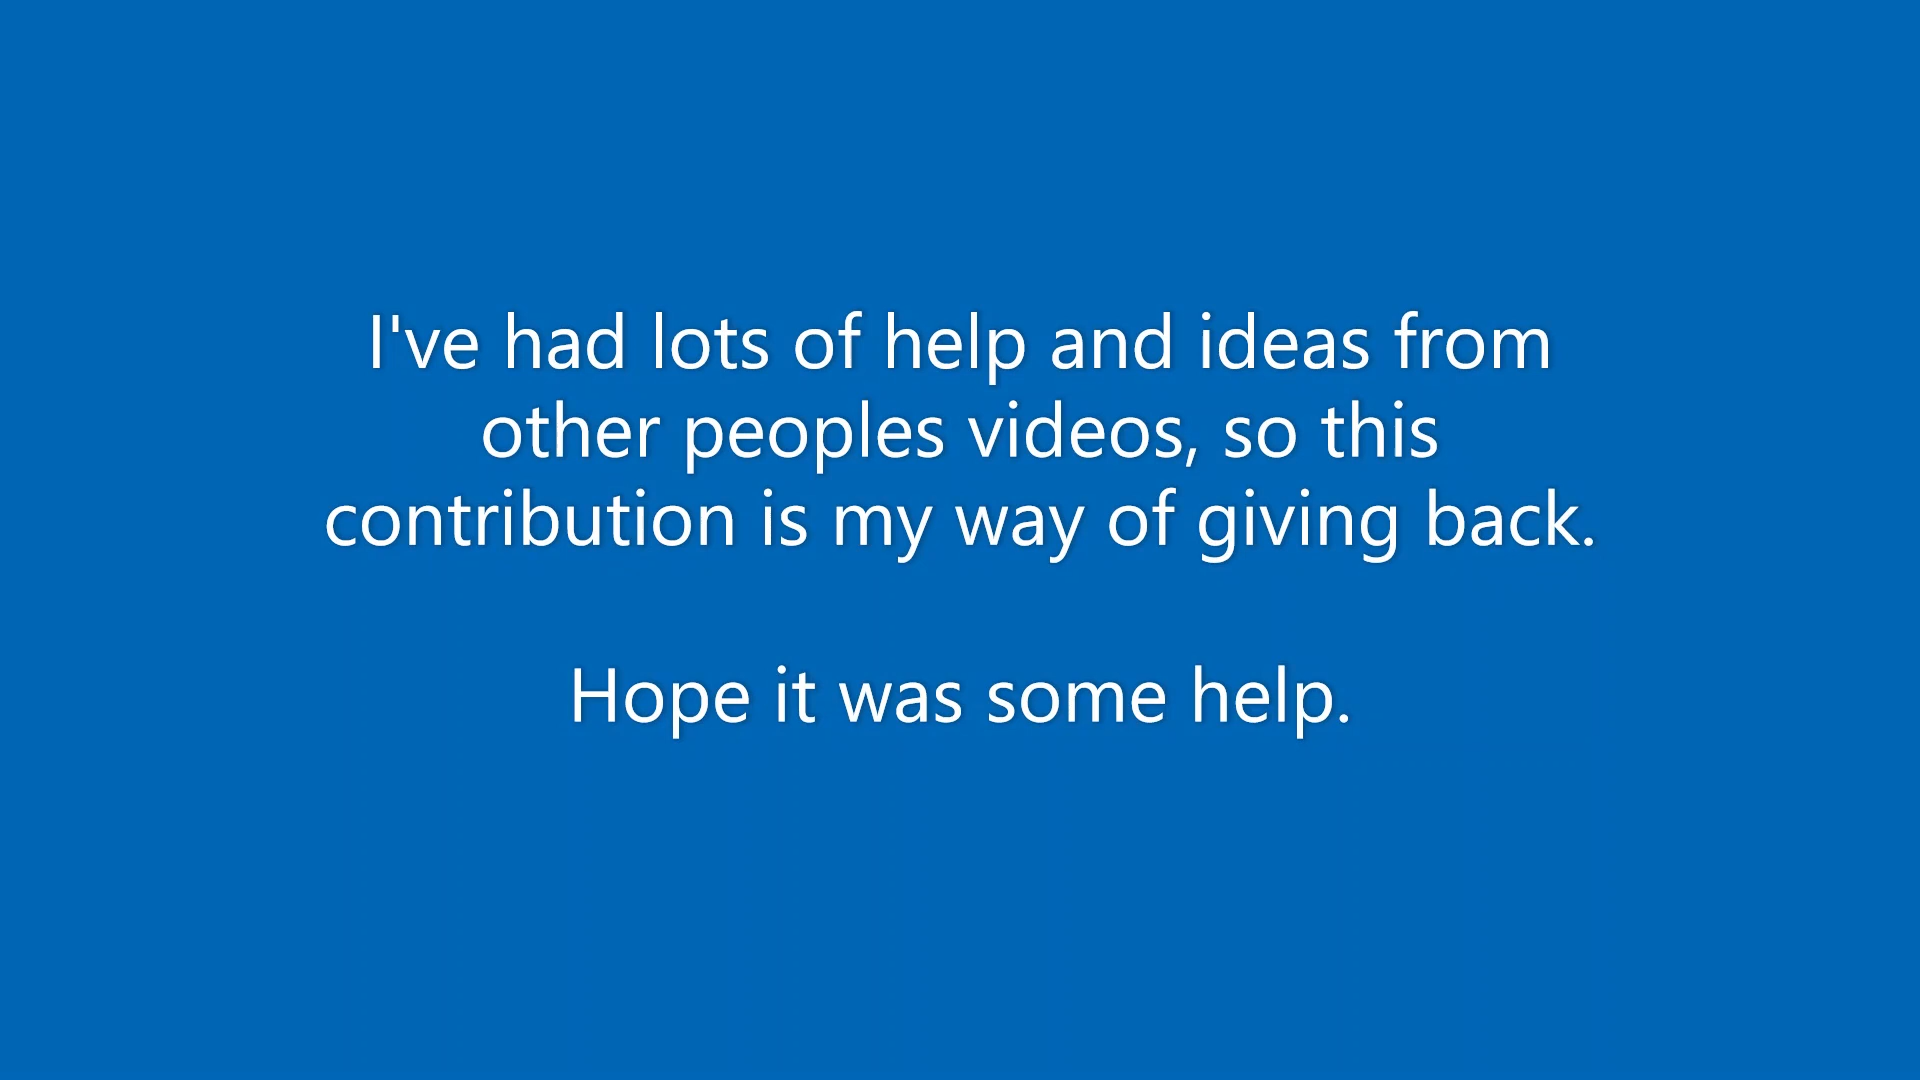 I've had lots of help and ideas from
other peoples videos, so this
contribution is my way of giving back.
Hope it was some help.